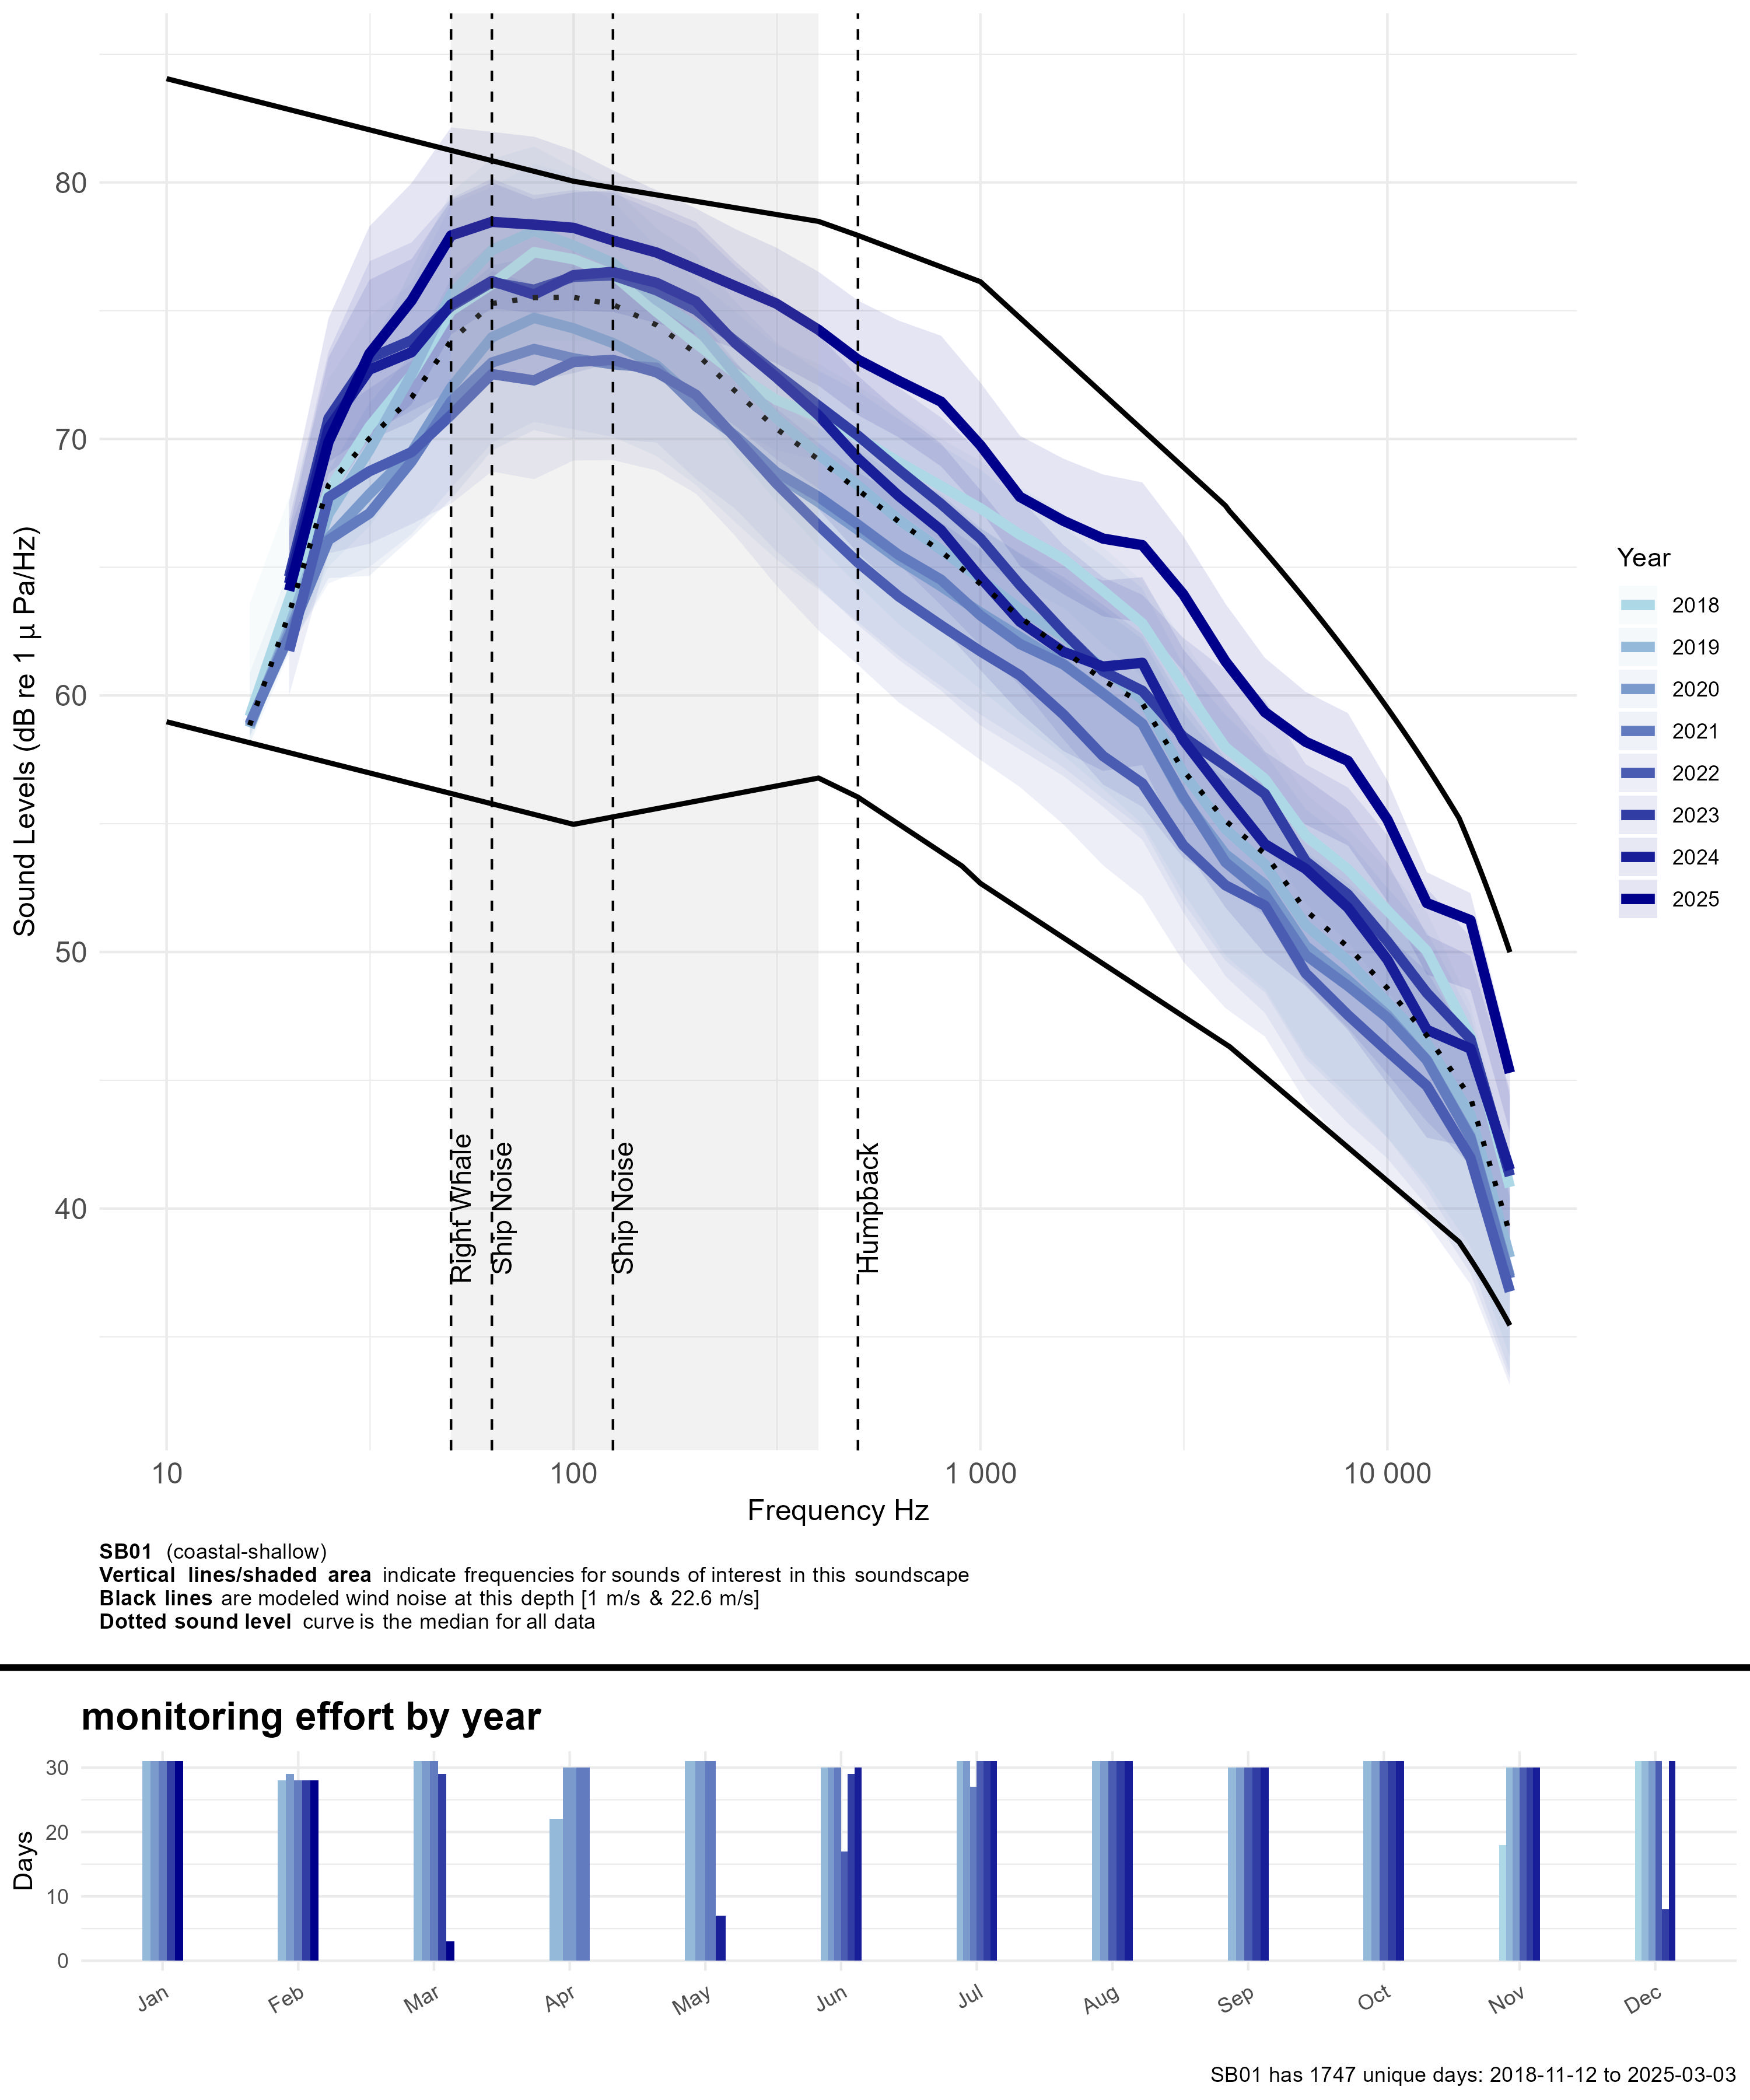 80
70
60
50
40
Sound Levels (dB re 1 µ Pa/Hz)
Right Whale
Ship Noise
Ship Noise
Humpback
10
100
1 000
10 000
Frequency Hz
Year
2018
2019
2020
2021
2022
2023
2024
2025
SB01 (coastal-shallow)
Vertical lines/shaded area indicate frequencies for sounds of interest in this soundscape
Black lines are modeled wind noise at this depth [1 m/s & 22.6 m/s]
Dotted sound level curve is the median for all data
monitoring effort by year
30
20
10
0
Days
Jan
Feb
Mar
Apr
May
Jun
Jul
Aug
Sep
Oct
Nov
Dec
SB01 has 1747 unique days: 2018-11-12 to 2025-03-03